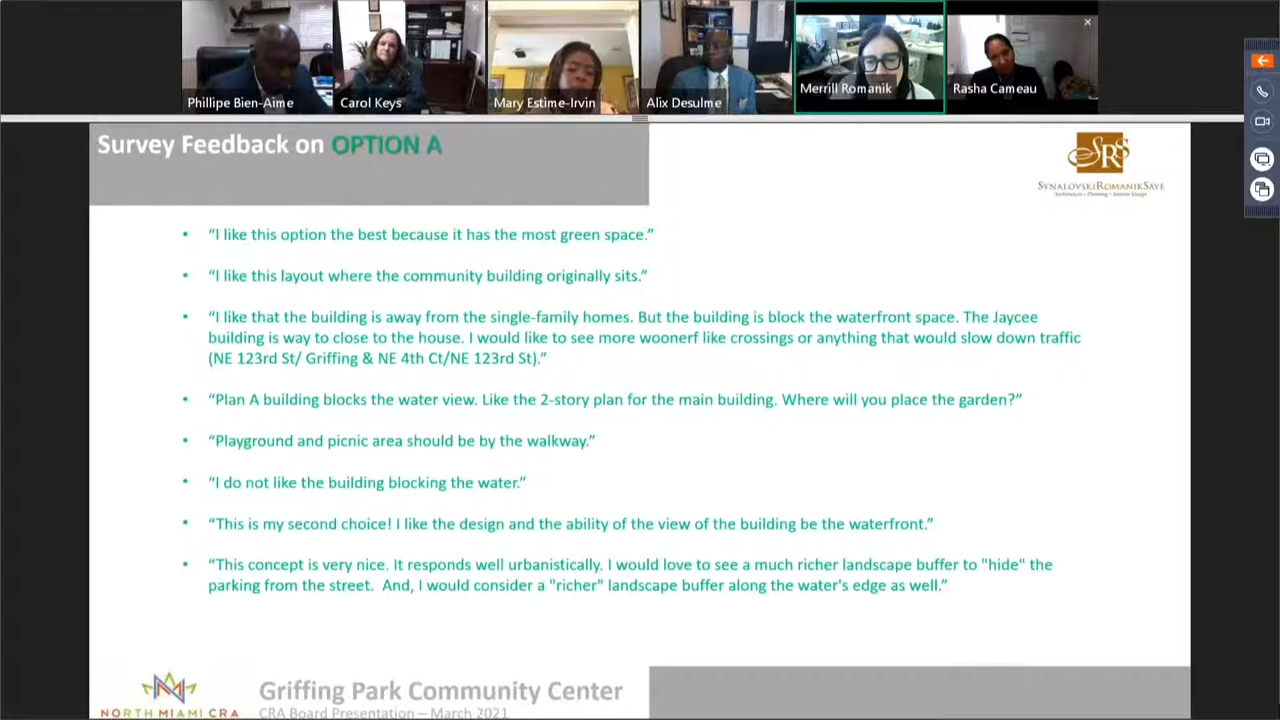 Phillipe Bien-Aime
Carol Keys
Mary Estime-Irvin
Alix Desulme
Merrill Romanik
Rasha Cameau
Survey Feedback on OPTION A
SRS
SYNALOVSKI ROMANIK SAYE
Architecture • Planning • Interior Design
• “I like this option the best because it has the most green space.”
• “I like this layout where the community building originally sits.”
• “I like that the building is away from the single-family homes. But the building is block the waterfront space. The Jaycee
building is way to close to the house. I would like to see more woonerf like crossings or anything that would slow down traffic
(NE 123rd St/ Griffing & NE 4th Ct/NE 123rd St).”
• “Plan A building blocks the water view. Like the 2-story plan for the main building. Where will you place the garden?”
• “Playground and picnic area should be by the walkway.”
• “I do not like the building blocking the water.”
• “This is my second choice! I like the design and the ability of the view of the building be the waterfront.”
• “This concept is very nice. It responds well urbanistically. I would love to see a much richer landscape buffer to "hide" the
parking from the street. And, I would consider a "richer" landscape buffer along the water's edge as well.”
NORTH MIAMI CRA
Griffing Park Community Center
CRA Board Presentation – March 2021